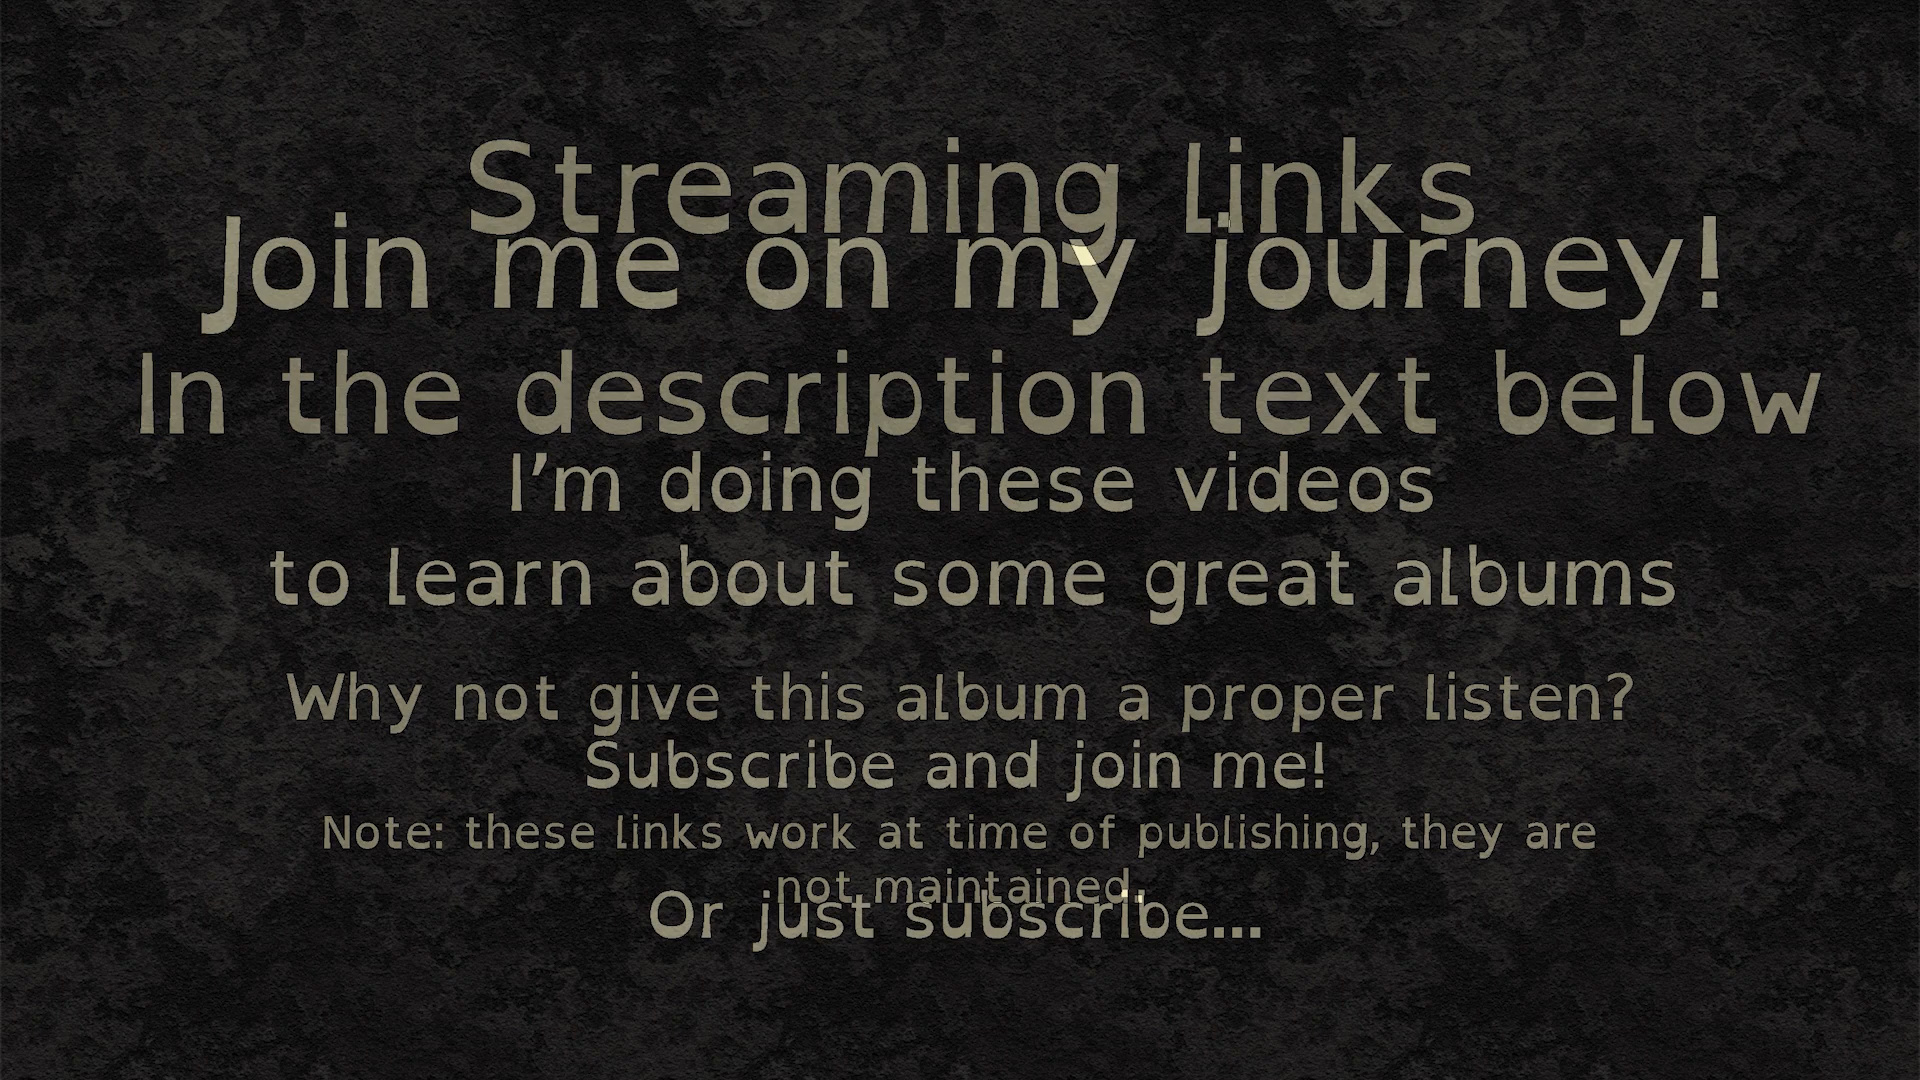 Streaming links
Join me on my journey!
In the description text below
I’m doing these videos
to learn about some great albums
Why not give this album a proper listen?
Subscribe and join me!
Note: these links work at time of publishing, they are
not maintained.
Or just subscribe...